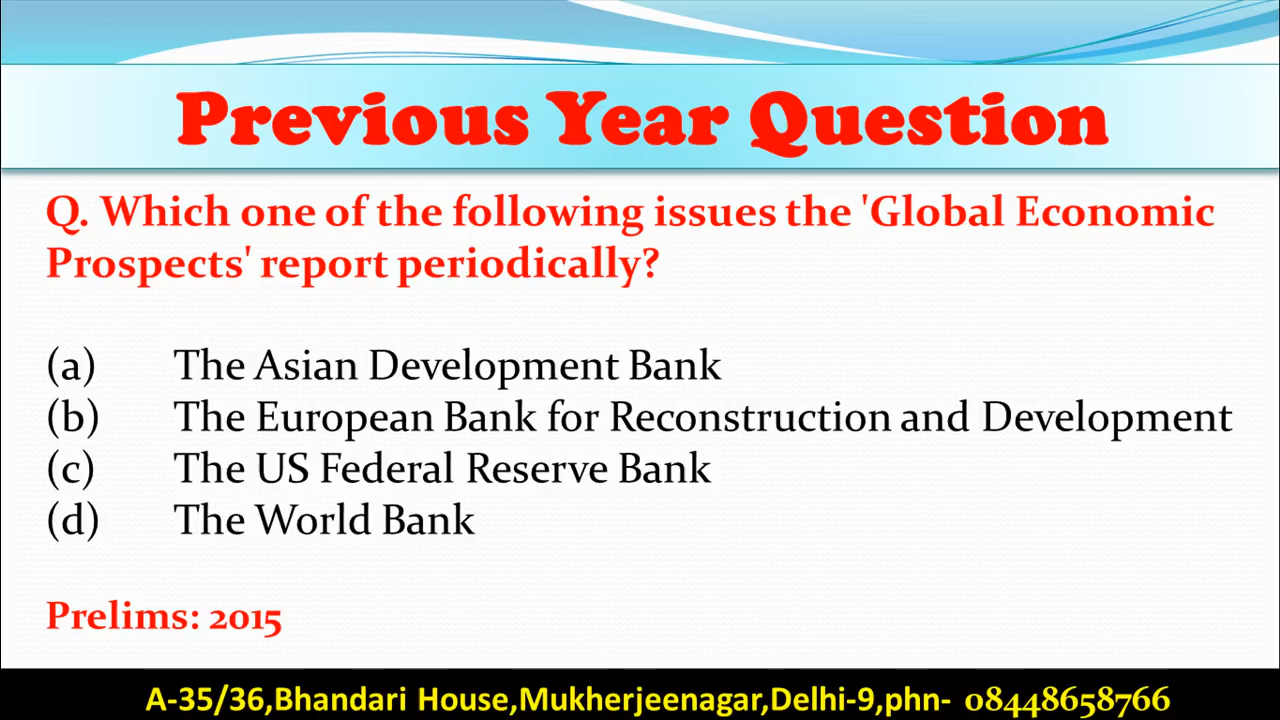 Previous Year Question
Q. Which one of the following issues the 'Global Economic
Prospects' report periodically?
(a) The Asian Development Bank
(b) The European Bank for Reconstruction and Development
(c) The US Federal Reserve Bank
(d) The World Bank
Prelims: 2015
A-35/36,Bhandari House,Mukherjeenagar,Delhi-9,phn- 08448658766